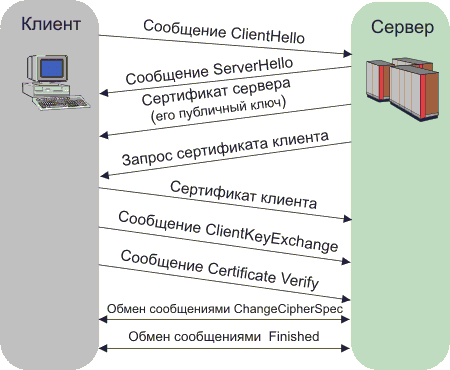 Клиент
Сервер
Сообщение ClientHello
Сообщение ServerHello
Сертификат сервера
(его публичный ключ)
Запрос сертификата клиента
Сертификат клиента
Сообщение ClientKeyExchange
Сообщение Certificate Verify
Обмен сообщениями ChangeCipherSpec
Обмен сообщениями Finished